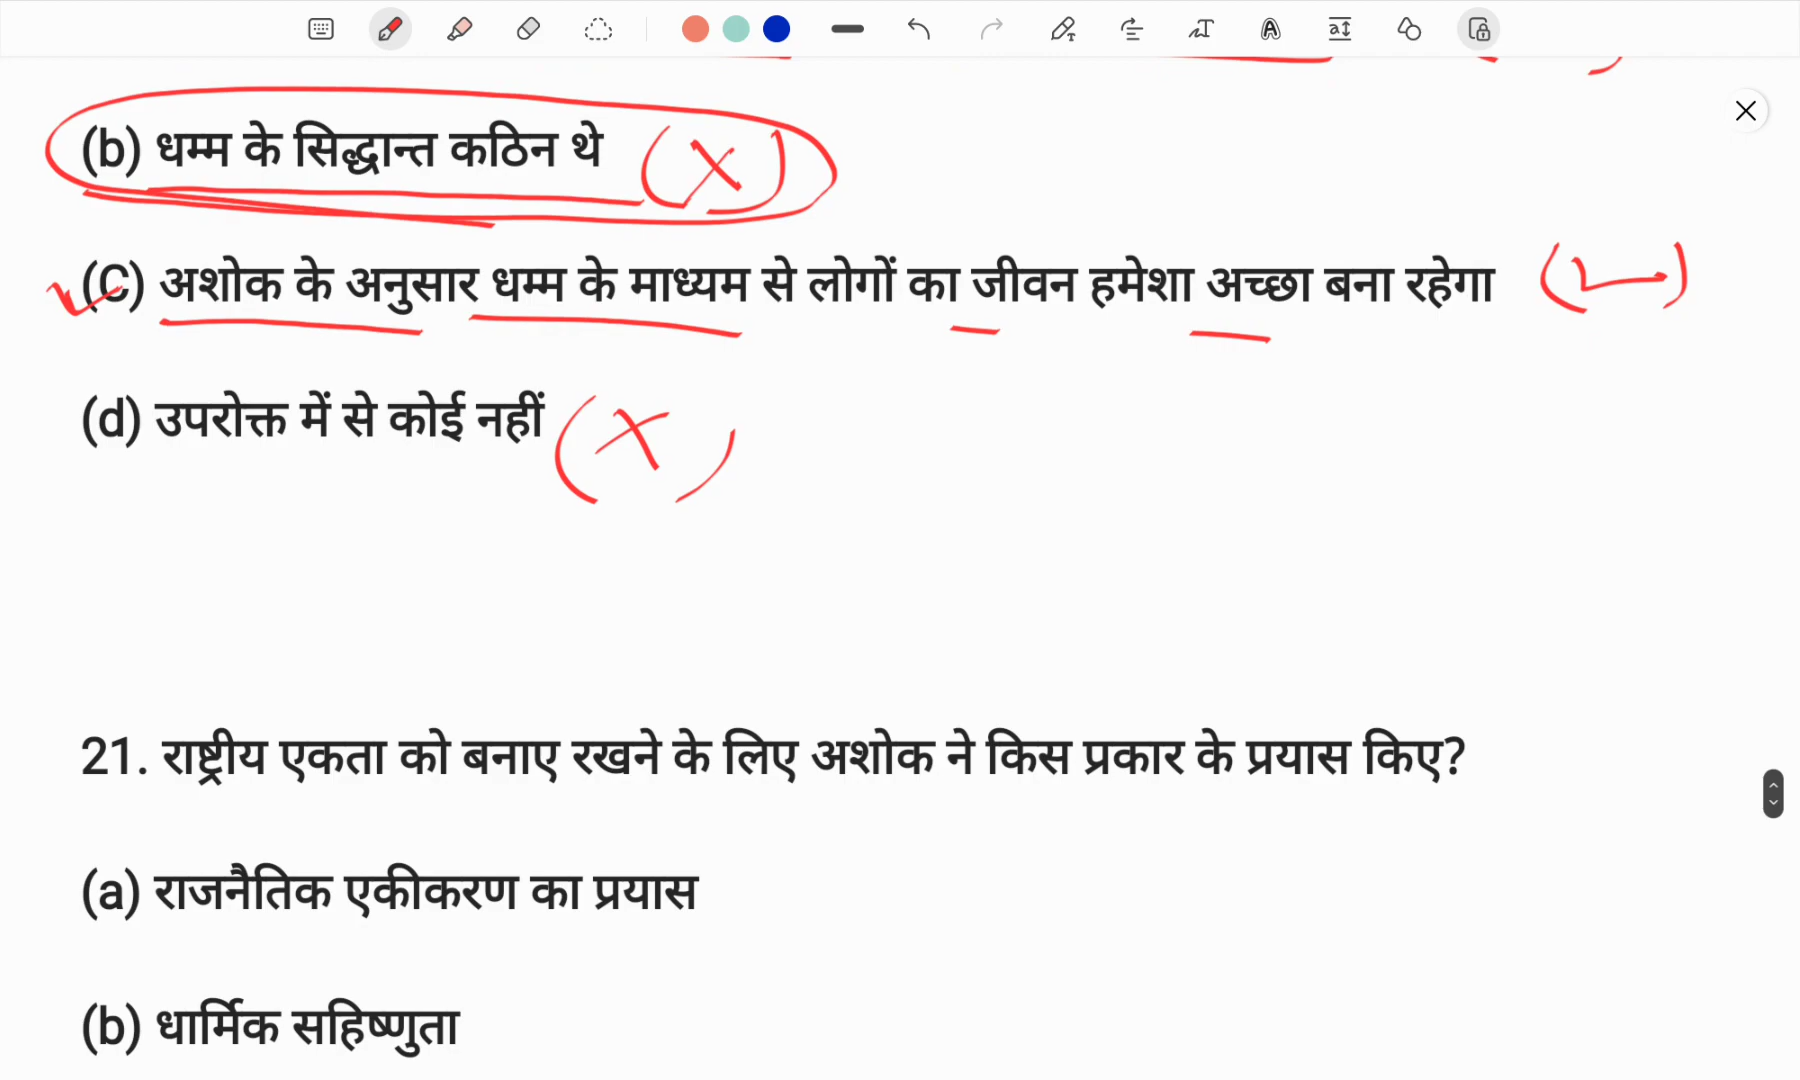 (b) धम्म के सिद्धान्त कठिन थे (X)
(C) अशोक के अनुसार धम्म के माध्यम से लोगों का जीवन हमेशा अच्छा बना रहेगा (✓)
(d) उपरोक्त में से कोई नहीं (X)
21. राष्ट्रीय एकता को बनाए रखने के लिए अशोक ने किस प्रकार के प्रयास किए?
(a) राजनैतिक एकीकरण का प्रयास
(b) धार्मिक सहिष्णुता